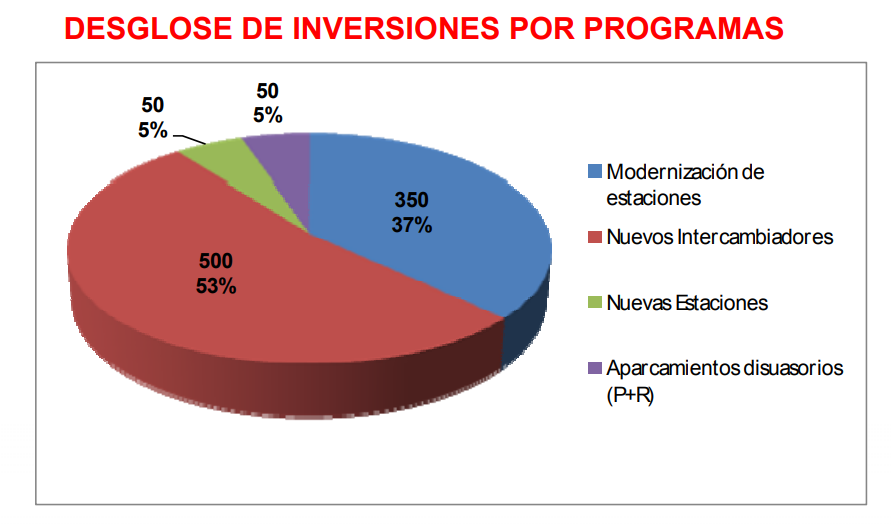 DESGLOSE DE INVERSIONES POR PROGRAMAS
50
5%
50
5%
350
37%
500
53%
Modernización de
estaciones
Nuevos Intercambiadores
Nuevas Estaciones
Aparcamientos disuasorios
(P+R)